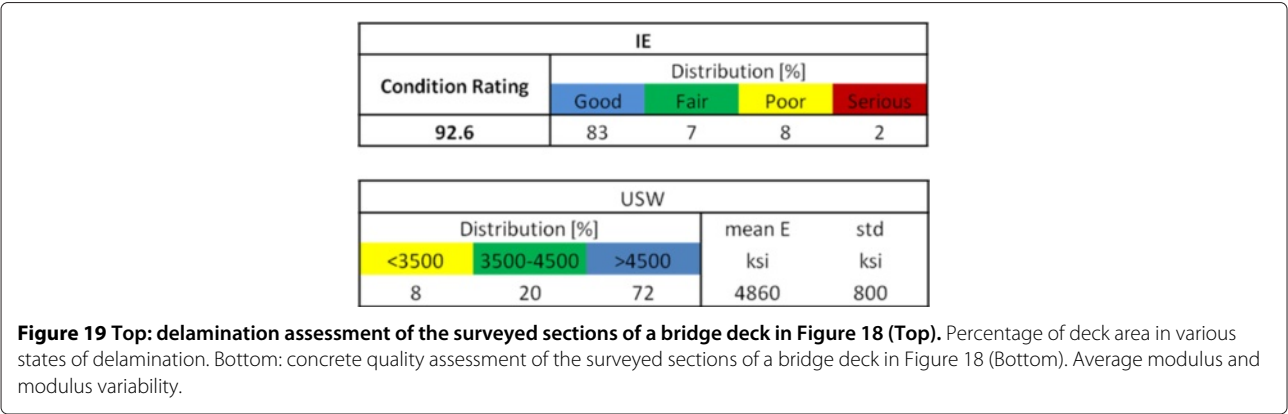 IE
Condition Rating
Distribution [%]
Good Fair Poor Serious
92.6 83 7 8 2
USW
Distribution [%] mean E std
<3500 3500-4500 >4500 ksi ksi
8 20 72 4860 800
Figure 19 Top: delamination assessment of the surveyed sections of a bridge deck in Figure 18 (Top). Percentage of deck area in various
states of delamination. Bottom: concrete quality assessment of the surveyed sections of a bridge deck in Figure 18 (Bottom). Average modulus and
modulus variability.